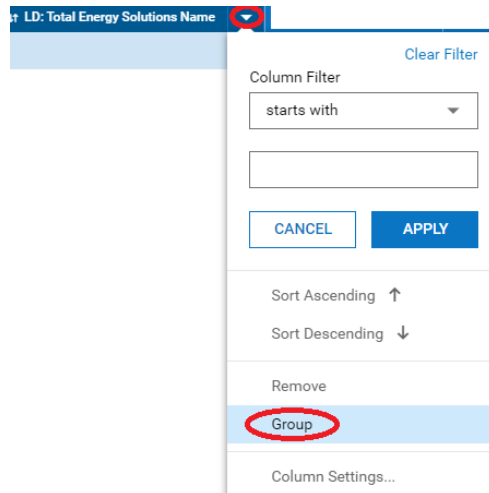 LD: Total Energy Solutions Name
Clear Filter
Column Filter
starts with
CANCEL
APPLY
Sort Ascending ↑
Sort Descending ↓
Remove
Group
Column Settings...